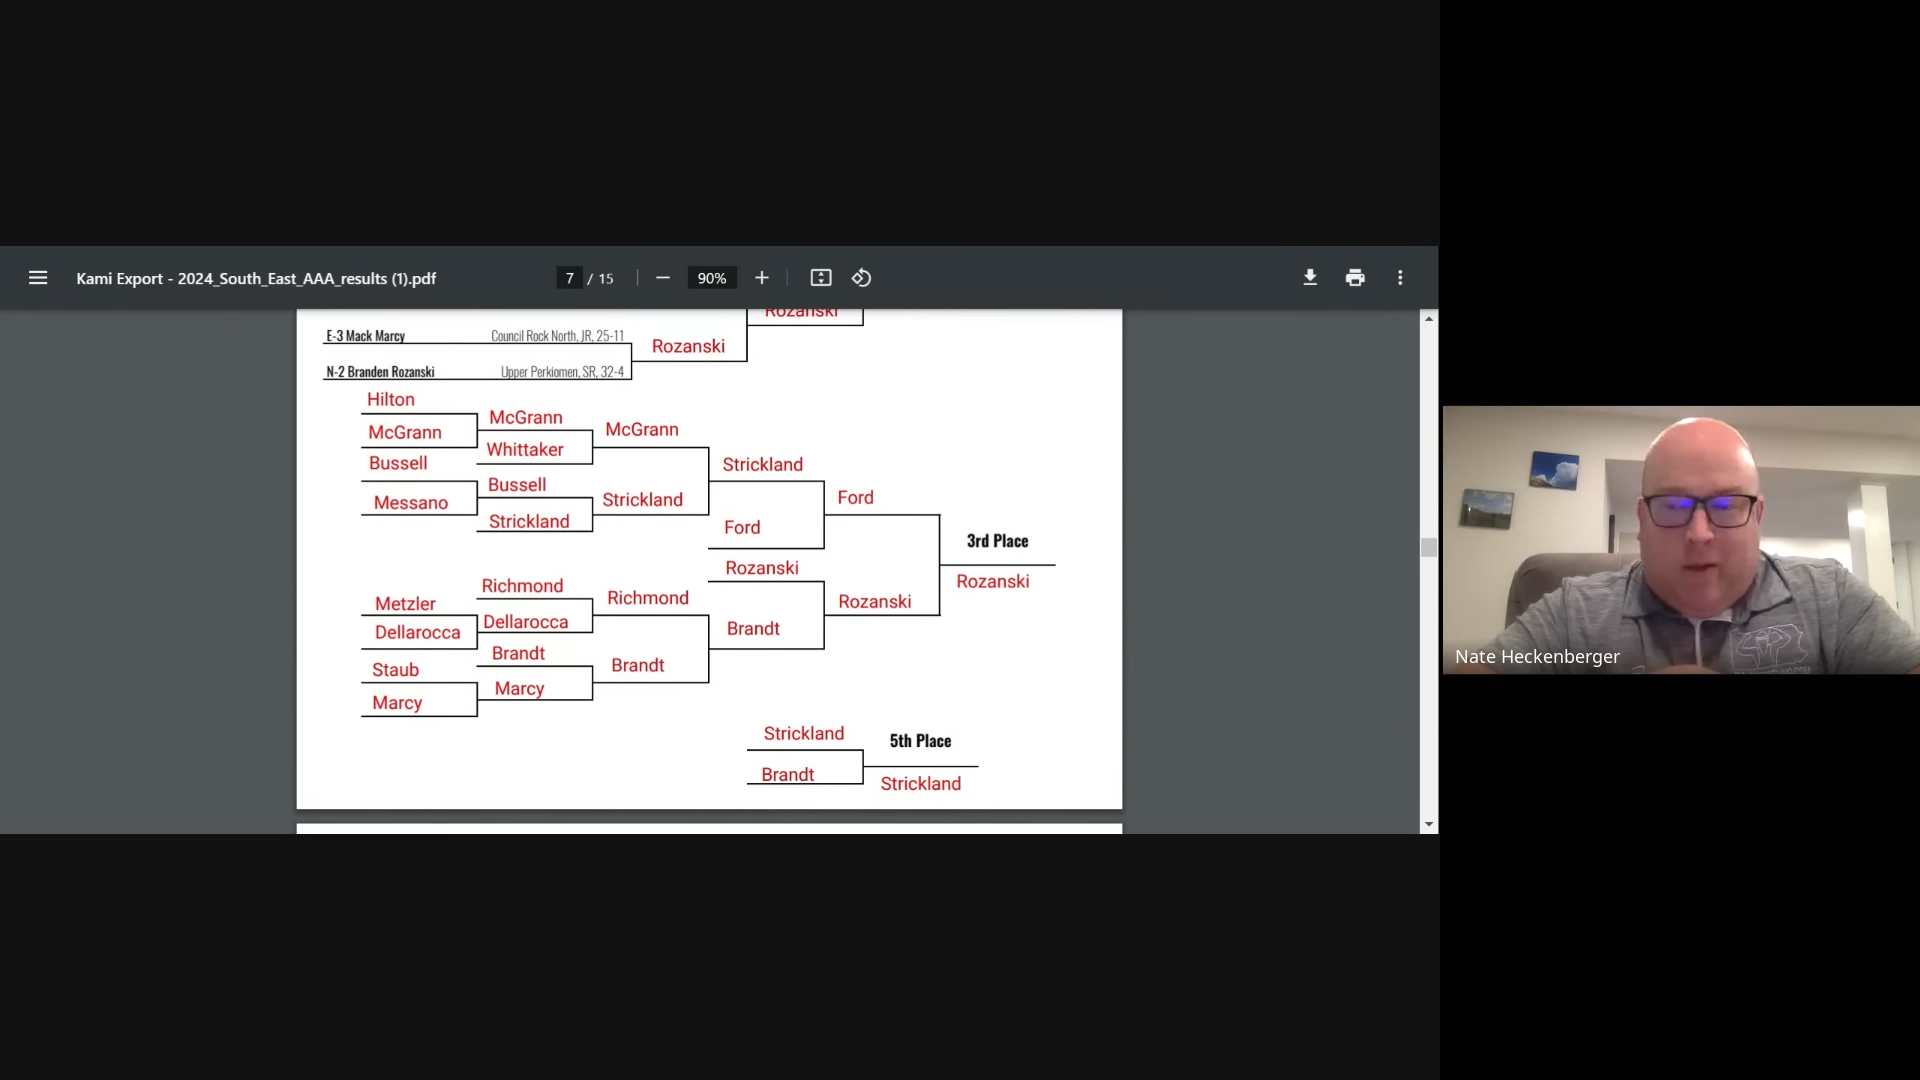 Kami Export - 2024_South_East_AAA_results (1).pdf
7 / 15
90%
Rozanski
E-3 Mack Marcy Council Rock North, JR, 25-11
Rozanski
N-2 Branden Rozanski Upper Perkiomen, SR, 32-4
Hilton
McGrann
McGrann
McGrann
Whittaker
Bussell
Strickland
Bussell
Messano
Strickland
Ford
Strickland
Ford
3rd Place
Rozanski
Rozanski
Richmond
Metzler
Richmond
Rozanski
Dellarocca
Dellarocca
Brandt
Brandt
Staub
Brandt
Marcy
Marcy
Strickland
5th Place
Brandt
Strickland
Nate Heckenberger